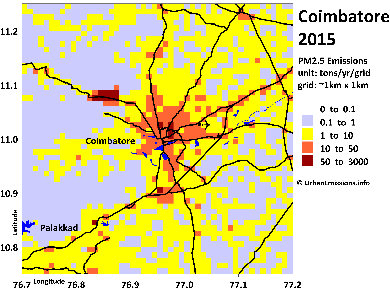 Coimbatore
2015
PM2.5 Emissions
unit: tons/yr/grid
grid: ~1km x 1km
0 to 0.1
0.1 to 1
1 to 10
10 to 50
50 to 3000
© UrbanEmissions.info
11.2
11.1
11.0
10.9
10.8
Coimbatore
Palakkad
Latitude
Longitude
76.7
76.8
76.9
77.0
77.1
77.2